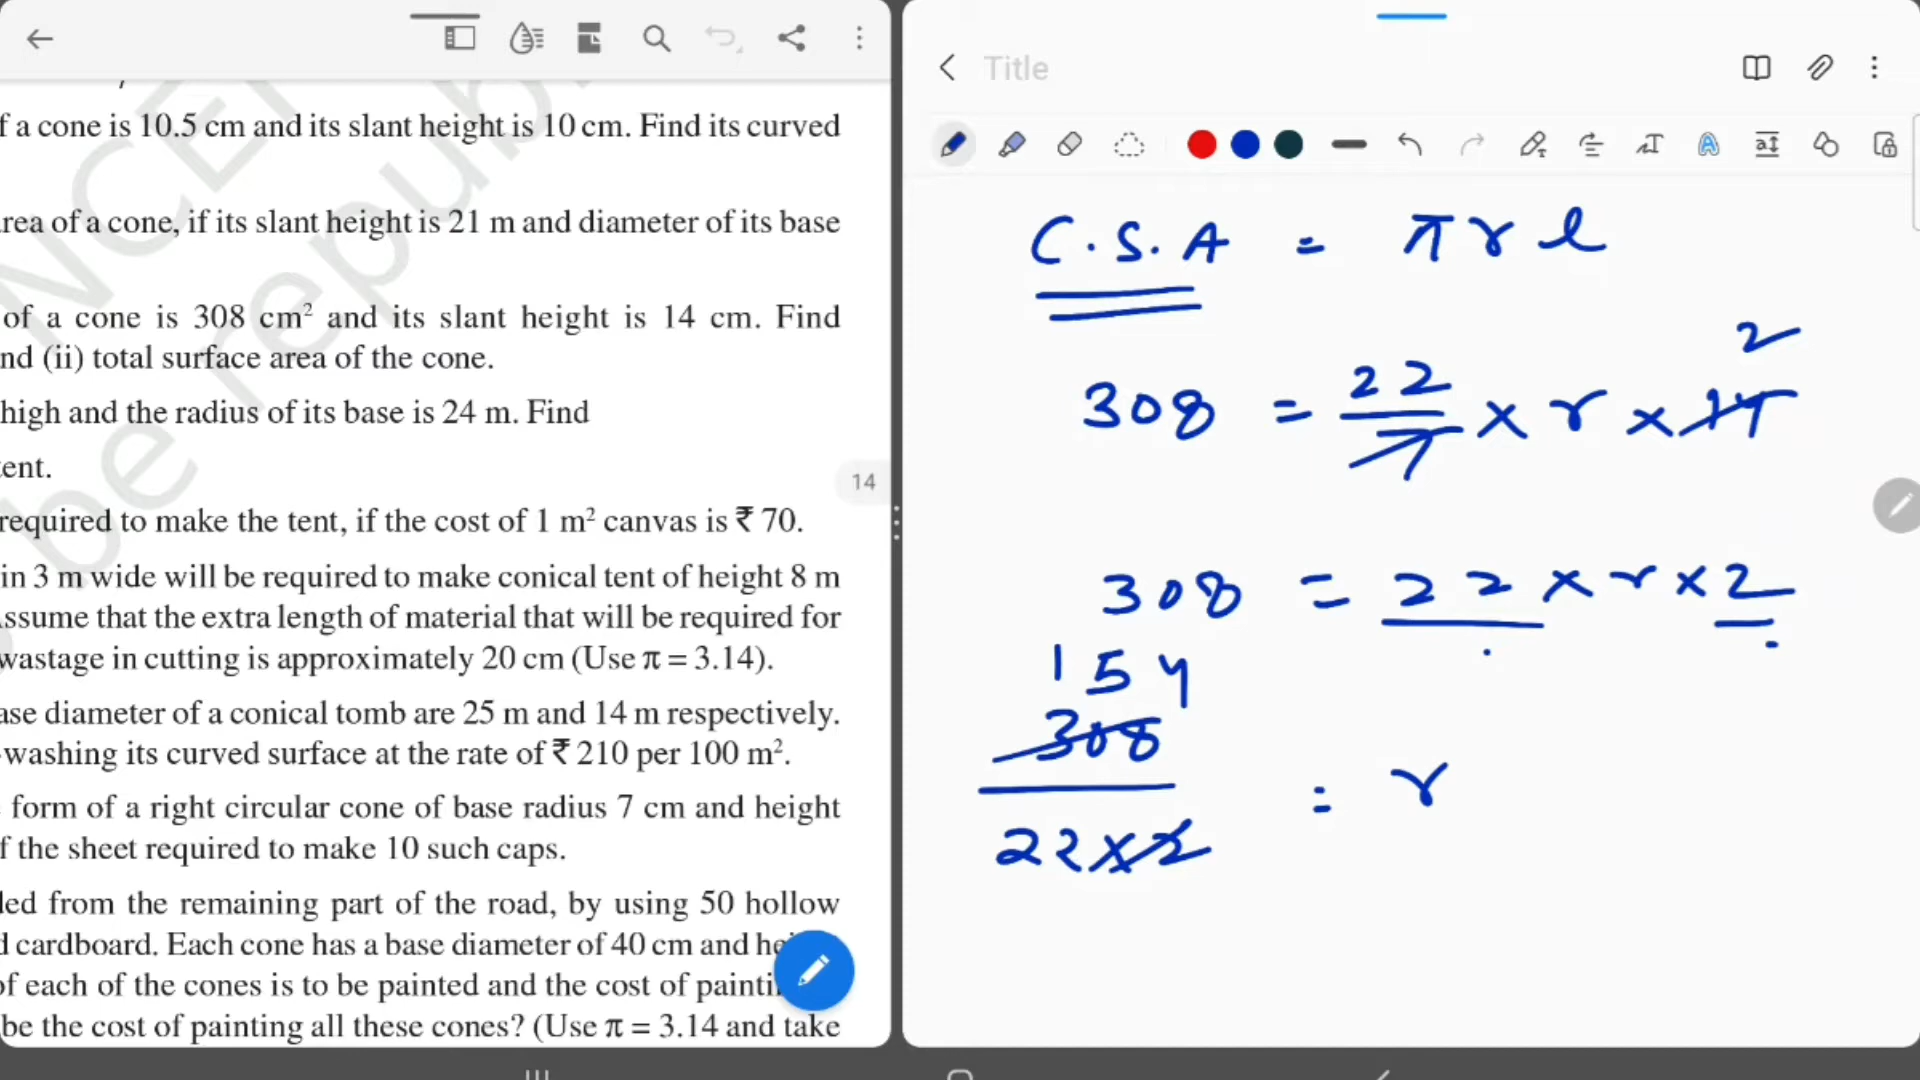 f a cone is 10.5 cm and its slant height is 10 cm. Find its curved
rea of a cone, if its slant height is 21 m and diameter of its base
of a cone is 308 cm² and its slant height is 14 cm. Find
nd (ii) total surface area of the cone.
high and the radius of its base is 24 m. Find
ent.
14
required to make the tent, if the cost of 1 m² canvas is ₹ 70.
in 3 m wide will be required to make conical tent of height 8 m
ssume that the extra length of material that will be required for
wastage in cutting is approximately 20 cm (Use π = 3.14).
ase diameter of a conical tomb are 25 m and 14 m respectively.
-washing its curved surface at the rate of ₹ 210 per 100 m².
form of a right circular cone of base radius 7 cm and height
f the sheet required to make 10 such caps.
led from the remaining part of the road, by using 50 hollow
d cardboard. Each cone has a base diameter of 40 cm and he
of each of the cones is to be painted and the cost of painti
be the cost of painting all these cones? (Use π = 3.14 and take
be republ
Title
C.S.A = π r l
2
308 = 22/7 × r × 14
308 = 22 × r × 2
154
308
22×2 = r